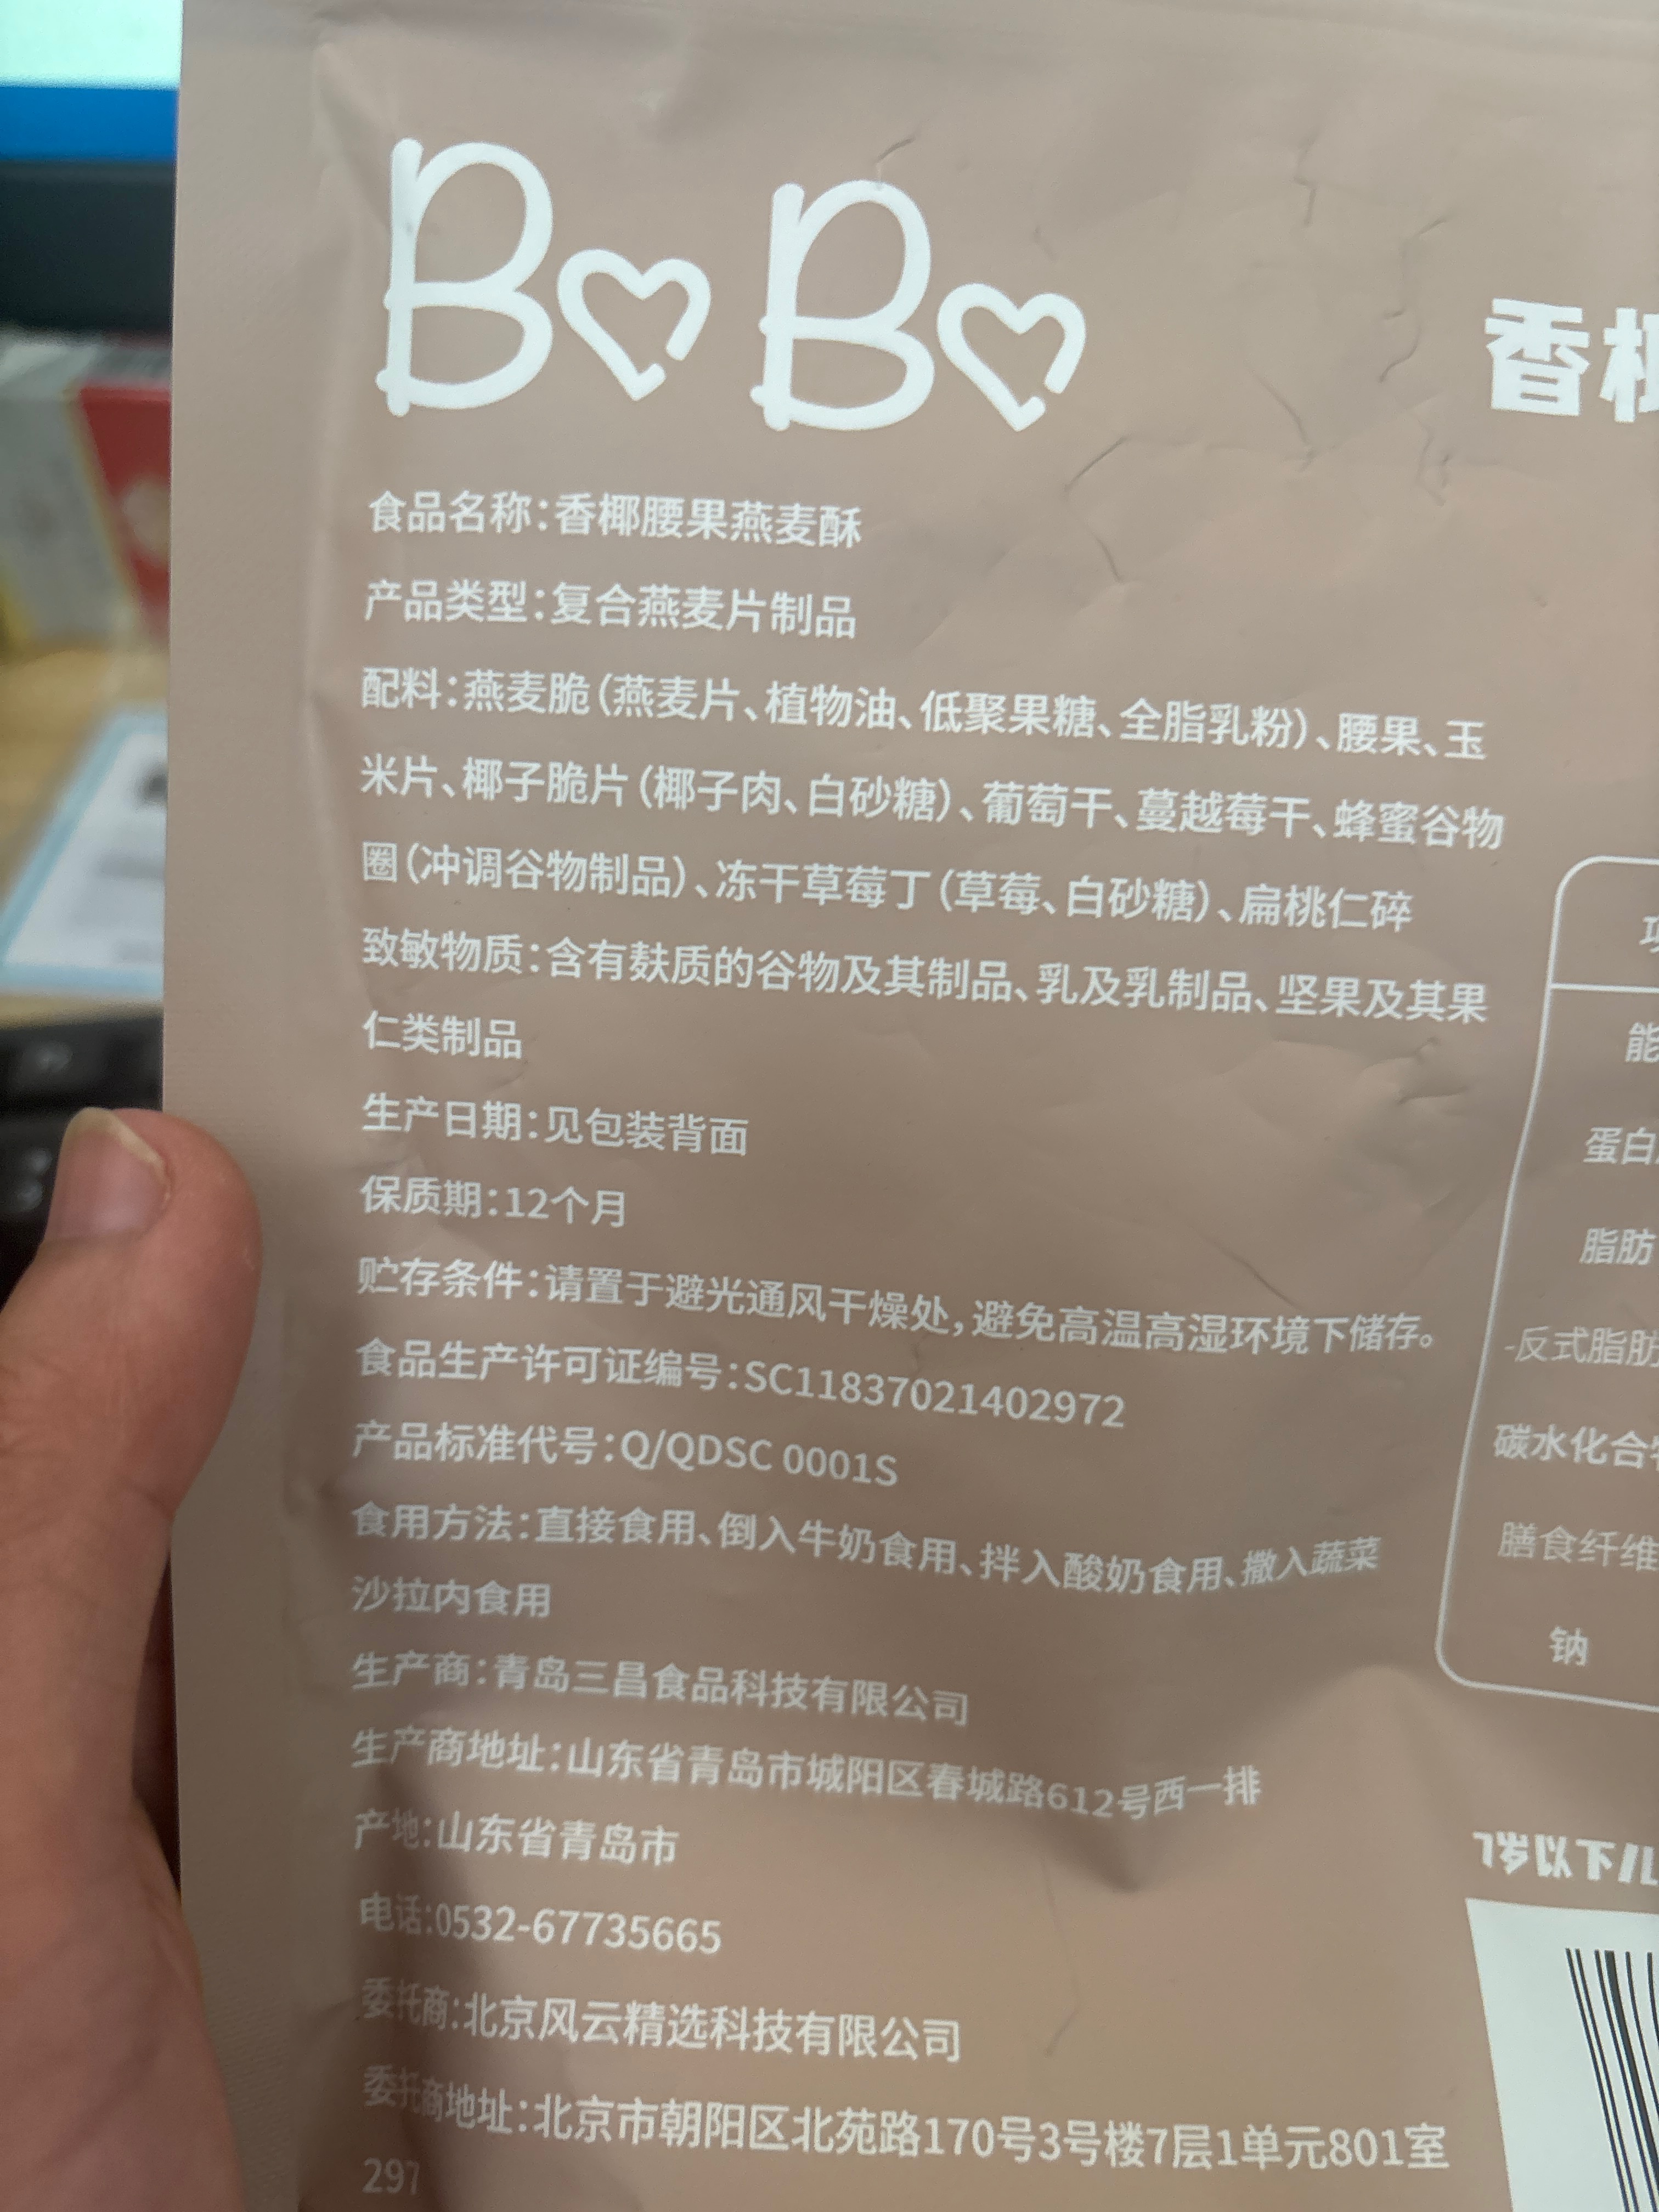 BoBo
香椰
食品名称：香椰腰果燕麦酥
产品类型：复合燕麦片制品
配料：燕麦脆（燕麦片、植物油、低聚果糖、全脂乳粉）、腰果、玉
米片、椰子脆片（椰子肉、白砂糖）、葡萄干、蔓越莓干、蜂蜜谷物
圈（冲调谷物制品）、冻干草莓丁（草莓、白砂糖）、扁桃仁碎
致敏物质：含有麸质的谷物及其制品、乳及乳制品、坚果及其果
仁类制品
生产日期：见包装背面
保质期：12个月
贮存条件：请置于避光通风干燥处，避免高温高湿环境下储存。
食品生产许可证编号：SC11837021402972
产品标准代号：Q/QDSC 0001S
食用方法：直接食用、倒入牛奶食用、拌入酸奶食用、撒入蔬菜
沙拉内食用
生产商：青岛三昌食品科技有限公司
生产商地址：山东省青岛市城阳区春城路612号西一排
产地：山东省青岛市
电话：0532-67735665
委托商：北京风云精选科技有限公司
委托商地址：北京市朝阳区北苑路170号3号楼7层1单元801室
297
能
蛋白
脂肪
-反式脂肪
碳水化合物
膳食纤维
钠
以下儿